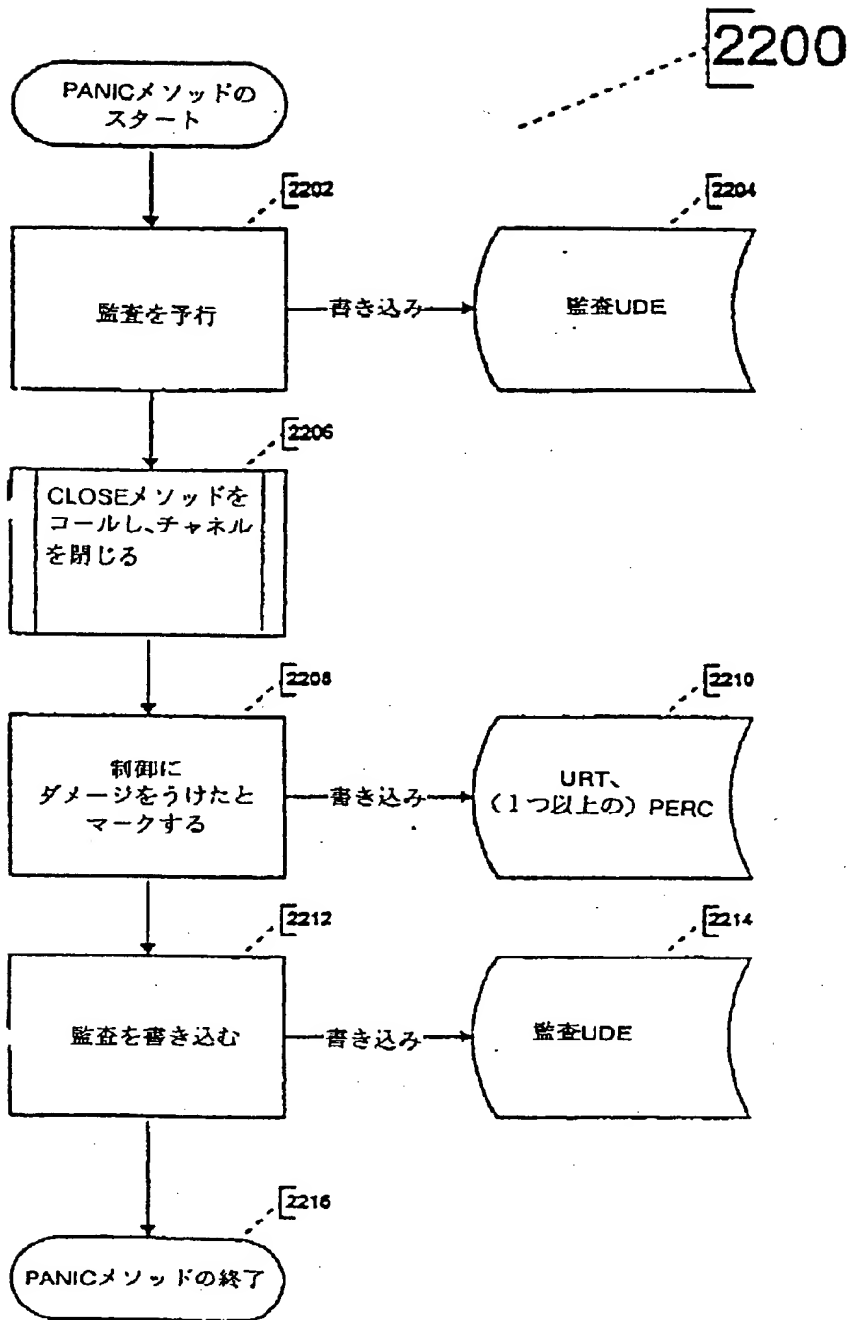 2200
PANICメソッドの
スタート
2202
2204
監査を予行
書き込み
監査UDE
2206
CLOSEメソッドを
コールし、チャネル
を閉じる
2208
2210
制御に
ダメージをうけたと
マークする
書き込み
URT、
(1つ以上の) PERC
2212
2214
監査を書き込む
書き込み
監査UDE
2216
PANICメソッドの終了